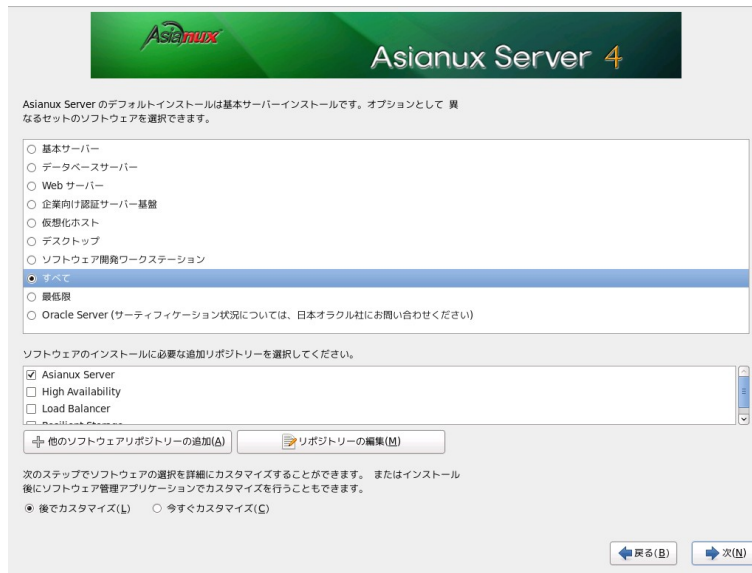 Asianux
Asianux Server 4
Asianux Server のデフォルトインストールは基本サーバーインストールです。オプションとして 異
なるセットのソフトウェアを選択できます。
基本サーバー
データベースサーバー
Web サーバー
企業向け認証サーバー基盤
仮想化ホスト
デスクトップ
ソフトウェア開発ワークステーション
すべて
最低限
Oracle Server (サーティフィケーション状況については、日本オラクル社にお問い合わせください)
ソフトウェアのインストールに必要な追加リポジトリーを選択してください。
Asianux Server
High Availability
Load Balancer
Resilient Storage
他のソフトウェアリポジトリーの追加(A) リポジトリーの編集(M)
次のステップでソフトウェアの選択を詳細にカスタマイズすることができます。 またはインストール
後にソフトウェア管理アプリケーションでカスタマイズを行うこともできます。
後でカスタマイズ(L) 今すぐカスタマイズ(C)
戻る(B) 次(N)